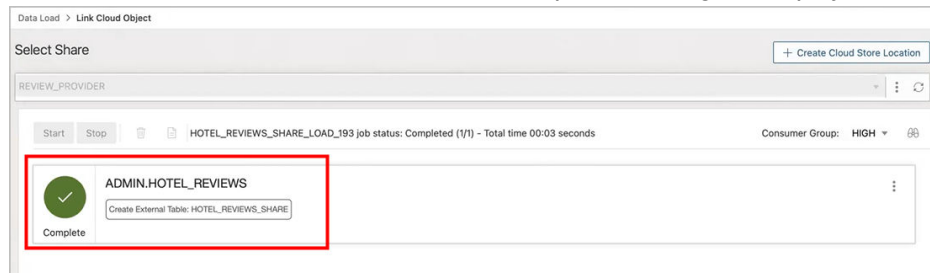 Data Load > Link Cloud Object
Select Share
+ Create Cloud Store Location
REVIEW_PROVIDER
Start Stop HOTEL_REVIEWS_SHARE_LOAD_193 job status: Completed (1/1) - Total time 00:03 seconds Consumer Group: HIGH
ADMIN.HOTEL_REVIEWS
Create External Table: HOTEL_REVIEWS_SHARE
Complete